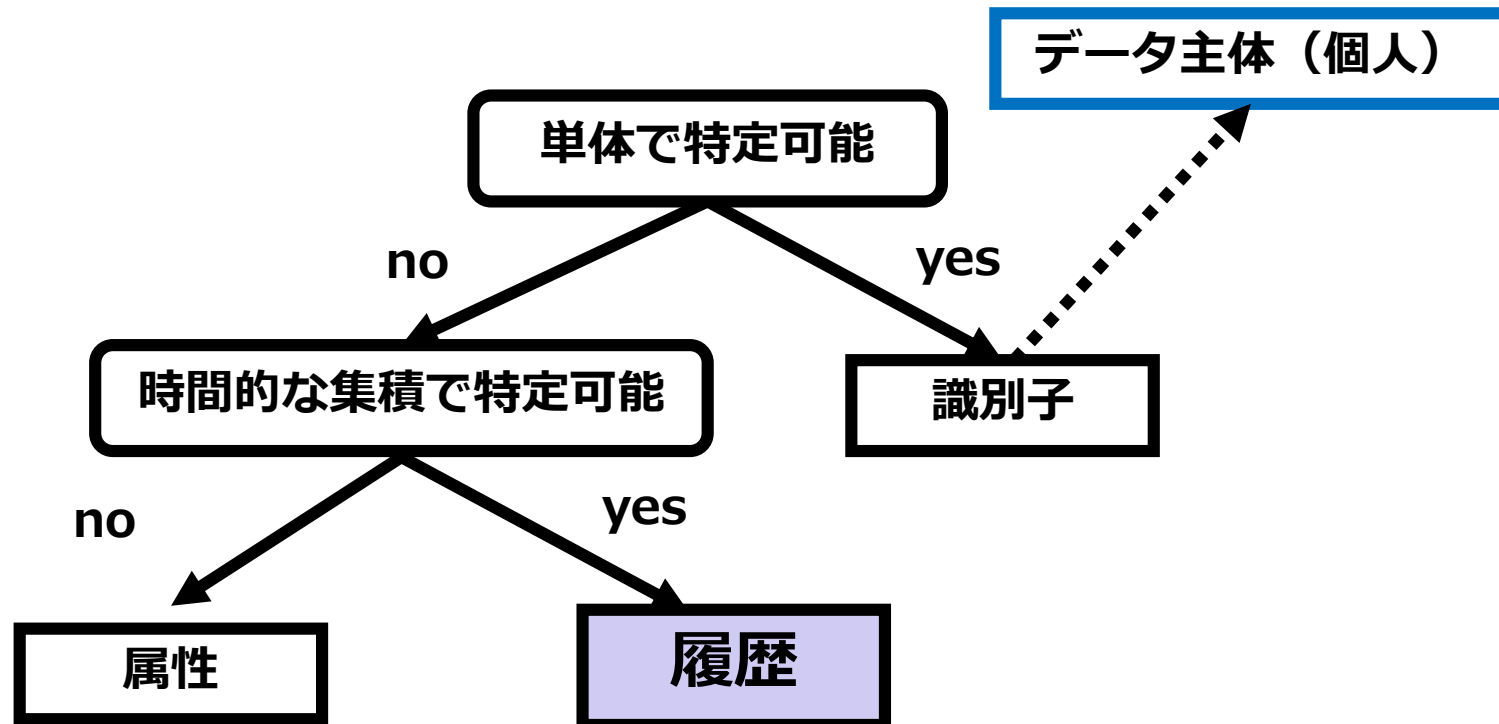 データ主体（個人）
単体で特定可能
no
yes
時間的な集積で特定可能
識別子
no
yes
属性
履歴